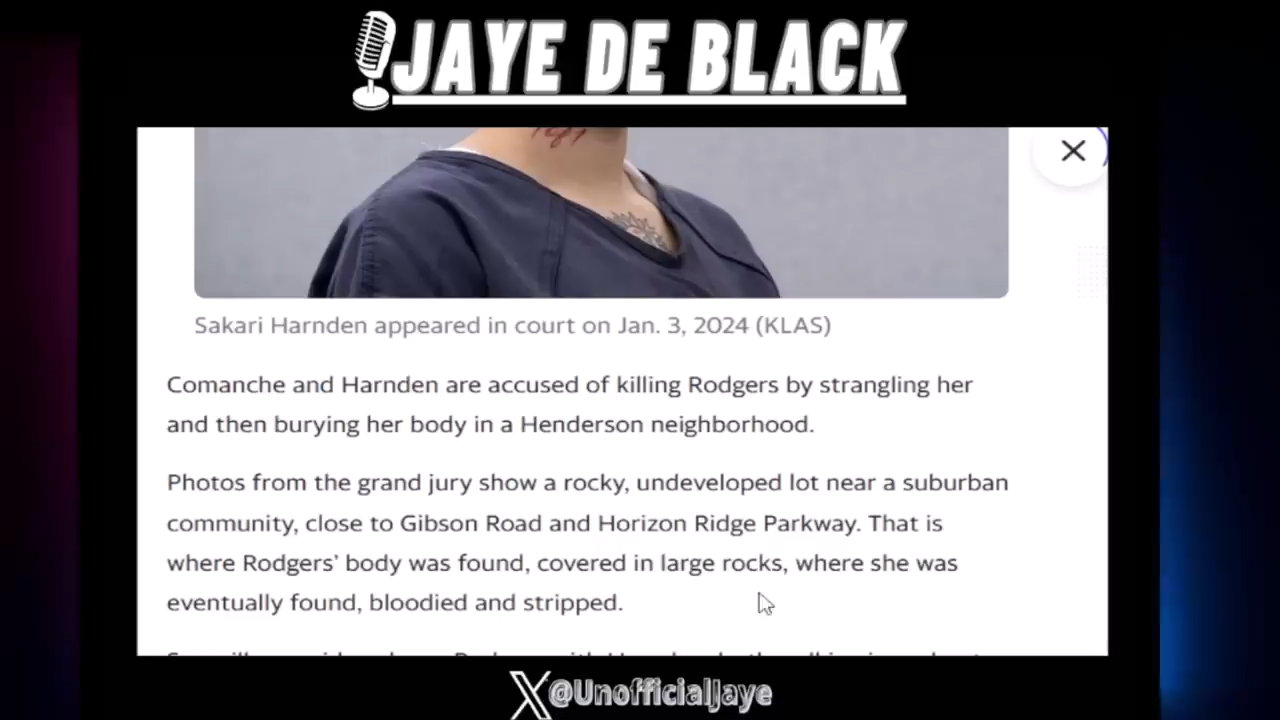 JAYE DE BLACK
Sakari Harnden appeared in court on Jan. 3, 2024 (KLAS)
Comanche and Harnden are accused of killing Rodgers by strangling her
and then burying her body in a Henderson neighborhood.
Photos from the grand jury show a rocky, undeveloped lot near a suburban
community, close to Gibson Road and Horizon Ridge Parkway. That is
where Rodgers’ body was found, covered in large rocks, where she was
eventually found, bloodied and stripped.
X@UnofficialJaye